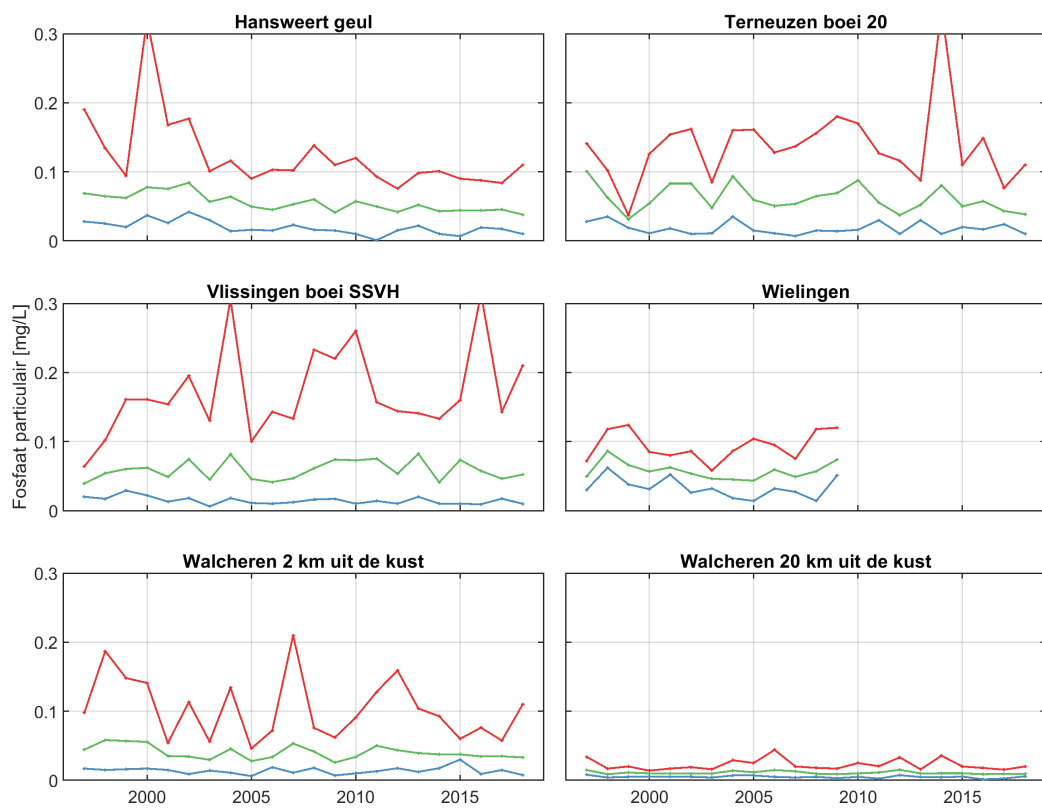 Hansweert geul
Terneuzen boei 20
0.3
0.2
0.1
0
Vlissingen boei SSVH
Wielingen
Fosfaat particulair [mg/L]
0.3
0.2
0.1
0
Walcheren 2 km uit de kust
Walcheren 20 km uit de kust
0.3
0.2
0.1
0
2000 2005 2010 2015
2000 2005 2010 2015